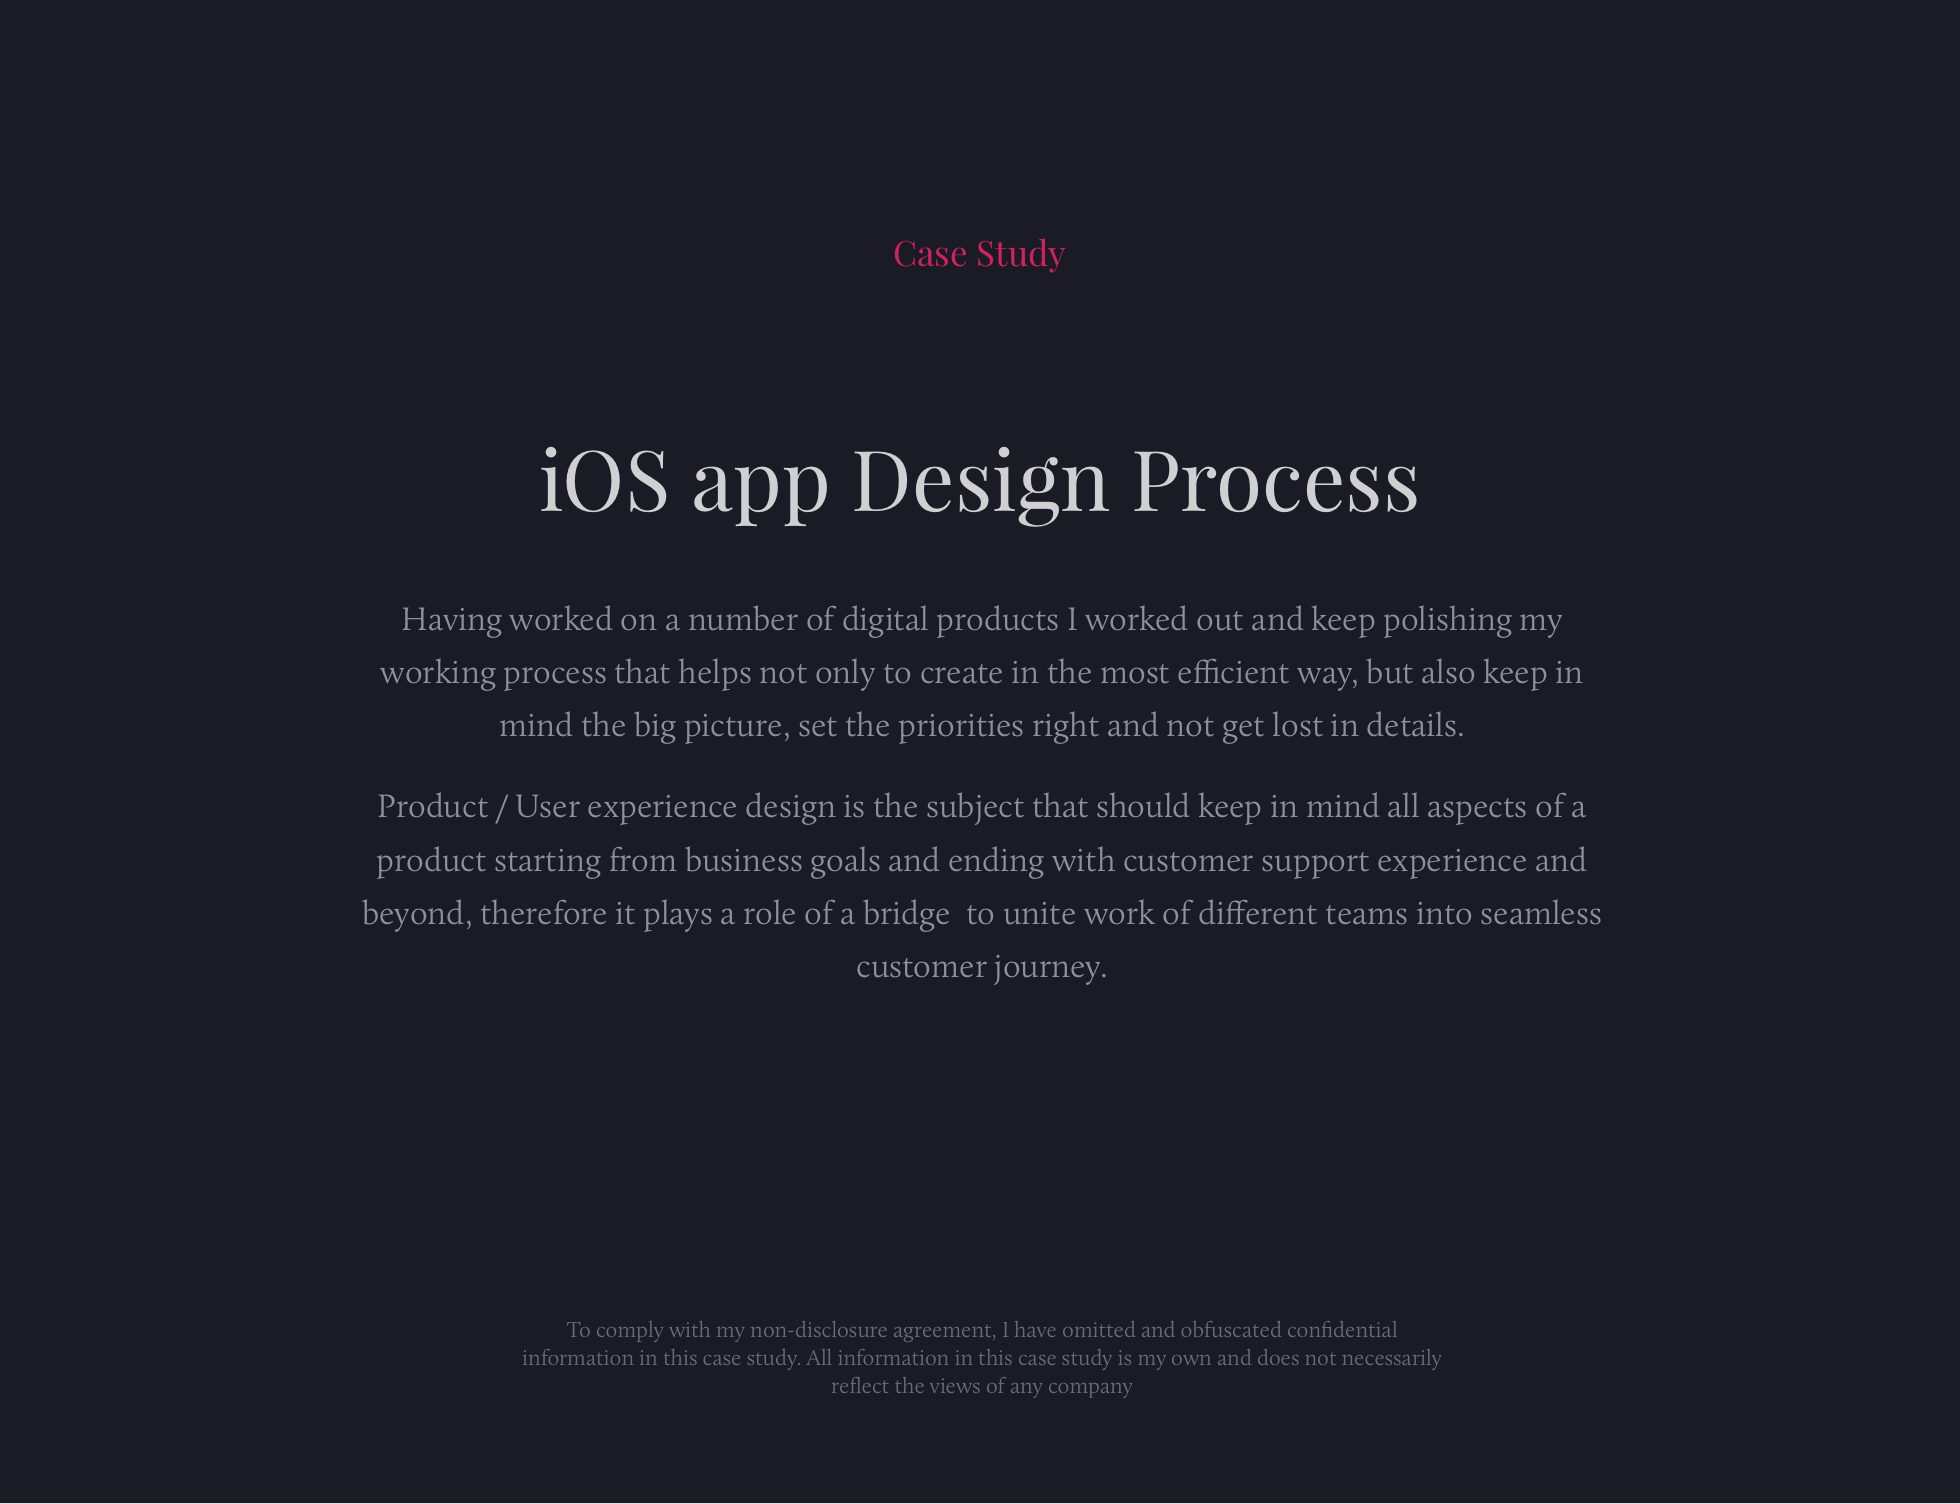 Case Study
iOS app Design Process
Having worked on a number of digital products I worked out and keep polishing my
working process that helps not only to create in the most efficient way, but also keep in
mind the big picture, set the priorities right and not get lost in details.
Product / User experience design is the subject that should keep in mind all aspects of a
product starting from business goals and ending with customer support experience and
beyond, therefore it plays a role of a bridge  to unite work of different teams into seamless
customer journey.
To comply with my non-disclosure agreement, I have omitted and obfuscated confidential
information in this case study. All information in this case study is my own and does not necessarily
reflect the views of any company